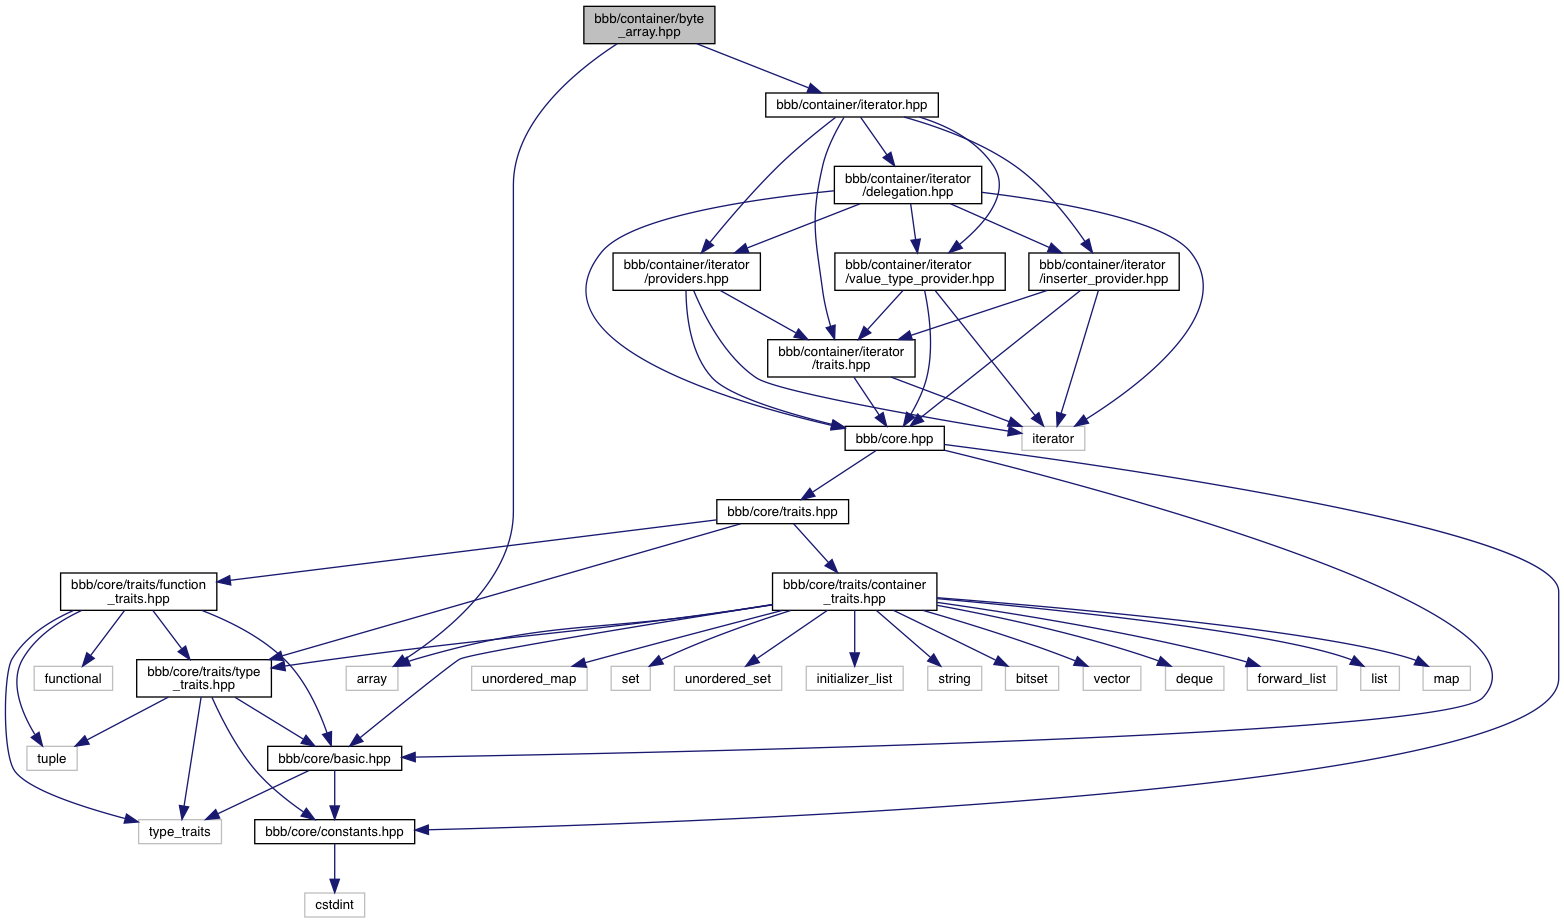 bbb/container/byte
_array.hpp
bbb/container/iterator.hpp
bbb/container/iterator
/delegation.hpp
bbb/container/iterator
/providers.hpp
bbb/container/iterator
/value_type_provider.hpp
bbb/container/iterator
/inserter_provider.hpp
bbb/container/iterator
/traits.hpp
bbb/core.hpp
iterator
bbb/core/traits.hpp
bbb/core/traits/function
_traits.hpp
bbb/core/traits/container
_traits.hpp
functional
bbb/core/traits/type
_traits.hpp
array
unordered_map
set
unordered_set
initializer_list
string
bitset
vector
deque
forward_list
list
map
tuple
bbb/core/basic.hpp
type_traits
bbb/core/constants.hpp
cstdint